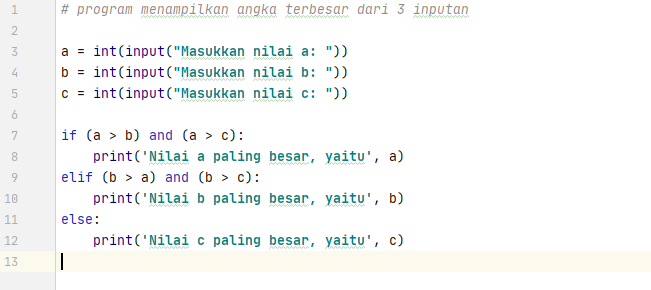 1 # program menampilkan angka terbesar dari 3 inputan
2
3 a = int(input("Masukkan nilai a: "))
4 b = int(input("Masukkan nilai b: "))
5 c = int(input("Masukkan nilai c: "))
6
7 if (a > b) and (a > c):
8     print('Nilai a paling besar, yaitu', a)
9 elif (b > a) and (b > c):
10     print('Nilai b paling besar, yaitu', b)
11 else:
12     print('Nilai c paling besar, yaitu', c)
13